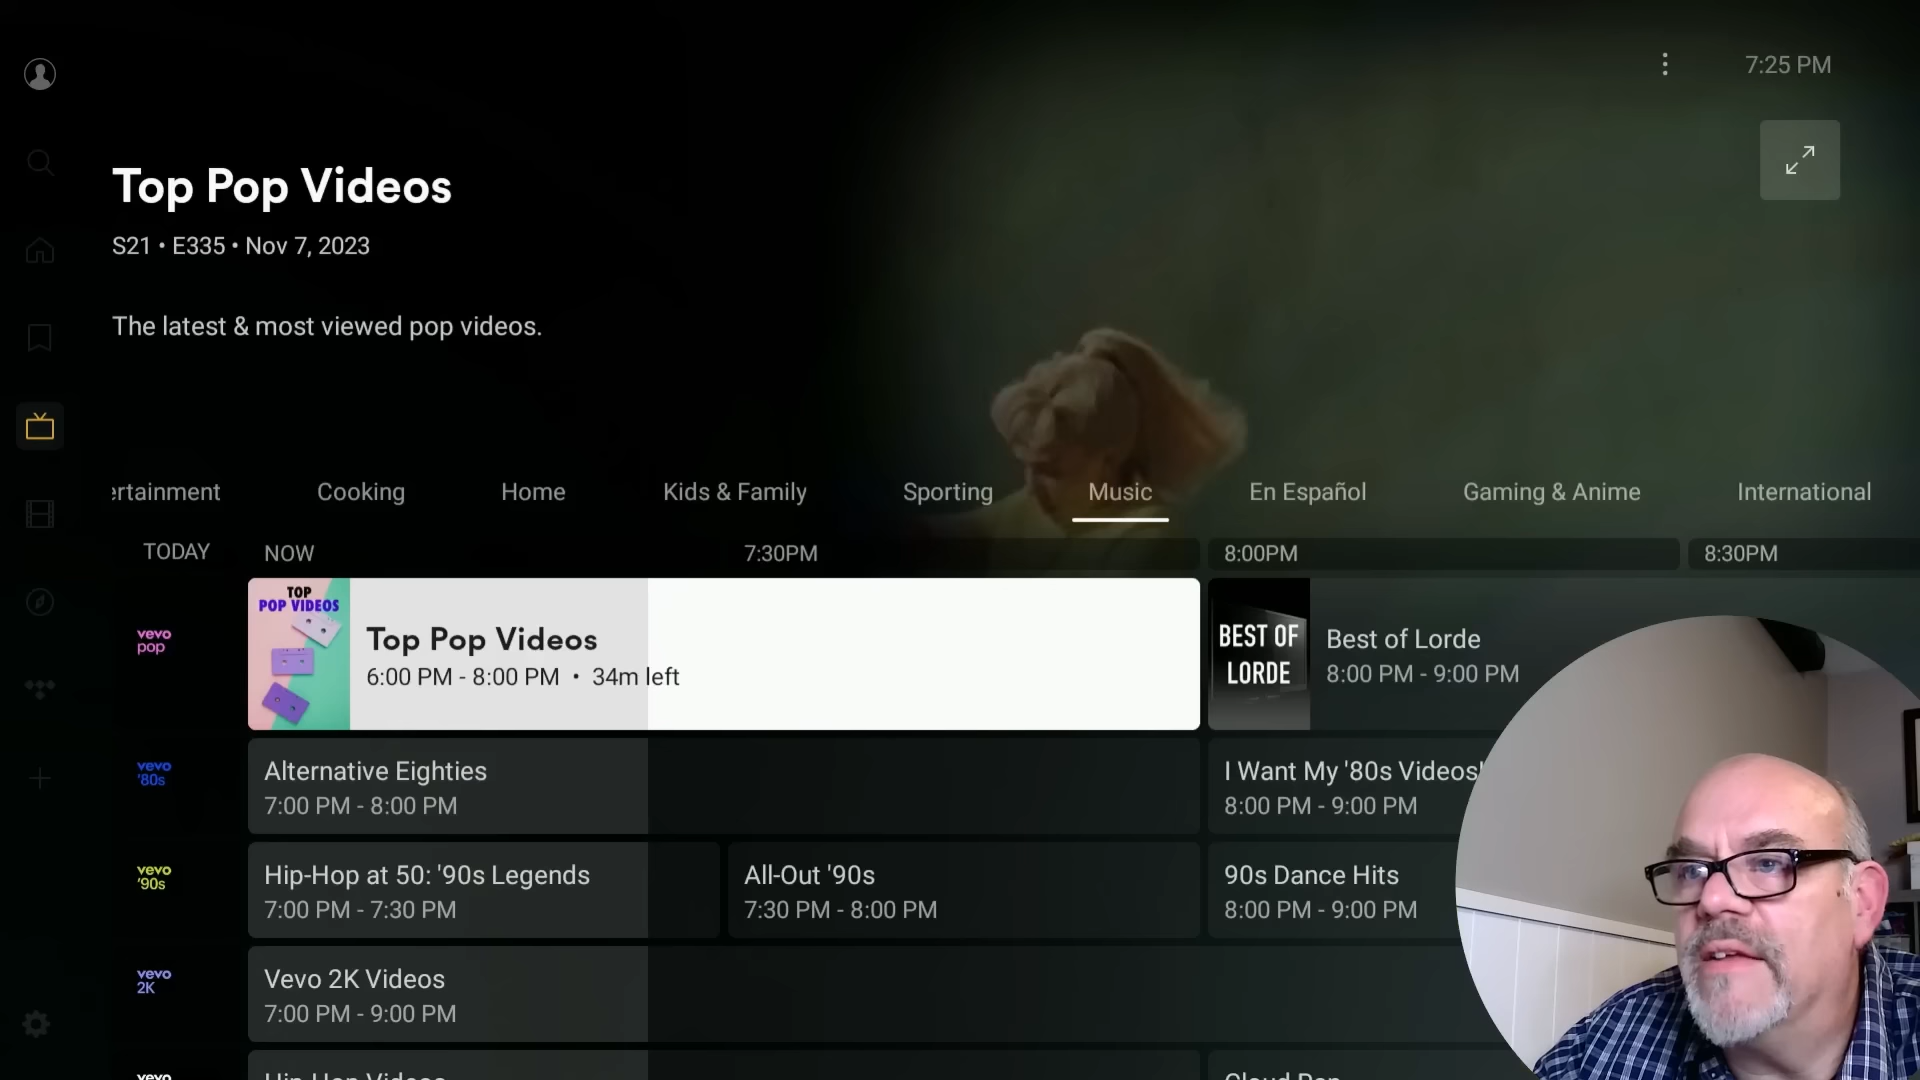 7:25 PM
Top Pop Videos
S21 • E335 • Nov 7, 2023
The latest & most viewed pop videos.
ertainment Cooking Home Kids & Family Sporting Music En Español Gaming & Anime International
TODAY NOW 7:30PM 8:00PM 8:30PM
vevo
pop
TOP
POP VIDEOS
Top Pop Videos
6:00 PM - 8:00 PM • 34m left
BEST OF
LORDE
Best of Lorde
8:00 PM - 9:00 PM
vevo
'80s
Alternative Eighties
7:00 PM - 8:00 PM
I Want My '80s Videos!
8:00 PM - 9:00 PM
vevo
'90s
Hip-Hop at 50: '90s Legends
7:00 PM - 7:30 PM
All-Out '90s
7:30 PM - 8:00 PM
90s Dance Hits
8:00 PM - 9:00 PM
vevo
2K
Vevo 2K Videos
7:00 PM - 9:00 PM
vevo
Hip-Hop Videos
Cloud Pop